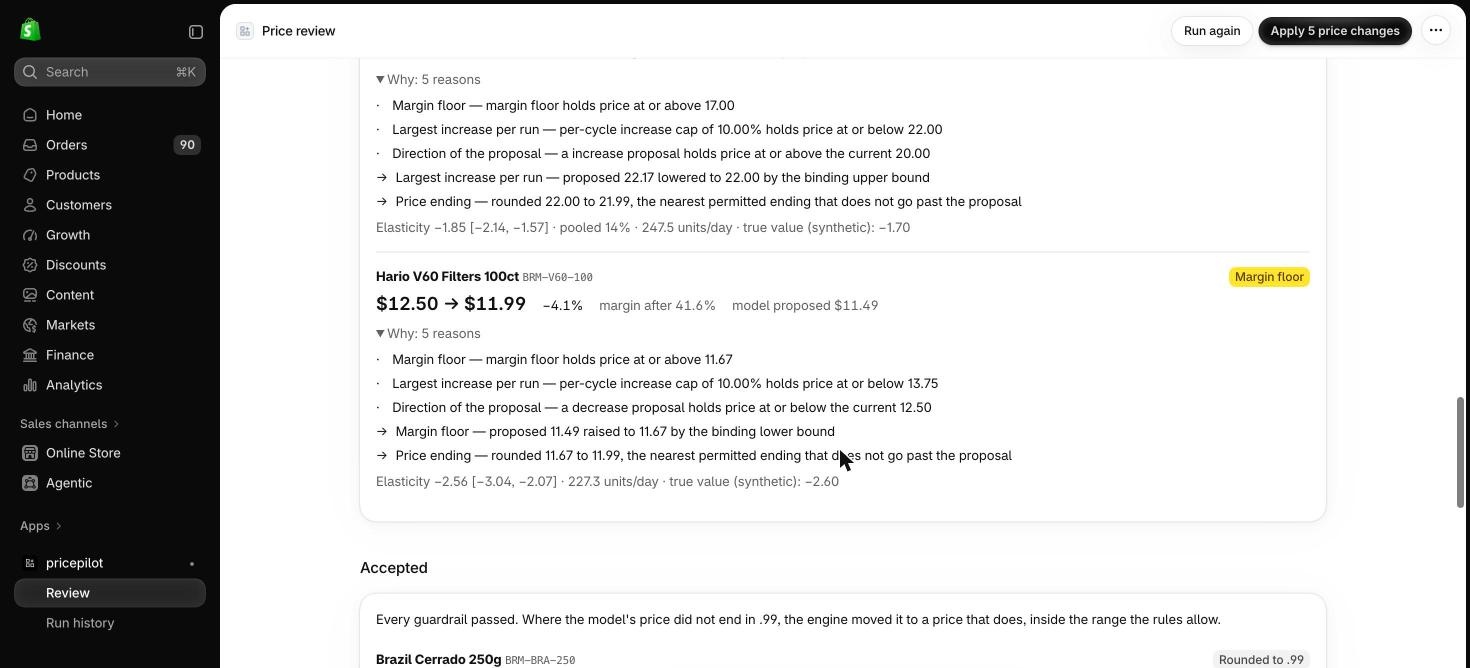 Search ⌘K
Home
Orders 90
Products
Customers
Growth
Discounts
Content
Markets
Finance
Analytics
Sales channels
Online Store
Agentic
Apps
pricepilot
Review
Run history
Price review
Run again
Apply 5 price changes
▼Why: 5 reasons
· Margin floor — margin floor holds price at or above 17.00
· Largest increase per run — per-cycle increase cap of 10.00% holds price at or below 22.00
· Direction of the proposal — a increase proposal holds price at or above the current 20.00
→ Largest increase per run — proposed 22.17 lowered to 22.00 by the binding upper bound
→ Price ending — rounded 22.00 to 21.99, the nearest permitted ending that does not go past the proposal
Elasticity −1.85 [−2.14, −1.57] · pooled 14% · 247.5 units/day · true value (synthetic): −1.70
Hario V60 Filters 100ct BRM-V60-100 Margin floor
$12.50 → $11.99 −4.1% margin after 41.6% model proposed $11.49
▼Why: 5 reasons
· Margin floor — margin floor holds price at or above 11.67
· Largest increase per run — per-cycle increase cap of 10.00% holds price at or below 13.75
· Direction of the proposal — a decrease proposal holds price at or below the current 12.50
→ Margin floor — proposed 11.49 raised to 11.67 by the binding lower bound
→ Price ending — rounded 11.67 to 11.99, the nearest permitted ending that does not go past the proposal
Elasticity −2.56 [−3.04, −2.07] · 227.3 units/day · true value (synthetic): −2.60
Accepted
Every guardrail passed. Where the model's price did not end in .99, the engine moved it to a price that does, inside the range the rules allow.
Brazil Cerrado 250g BRM-BRA-250 Rounded to .99